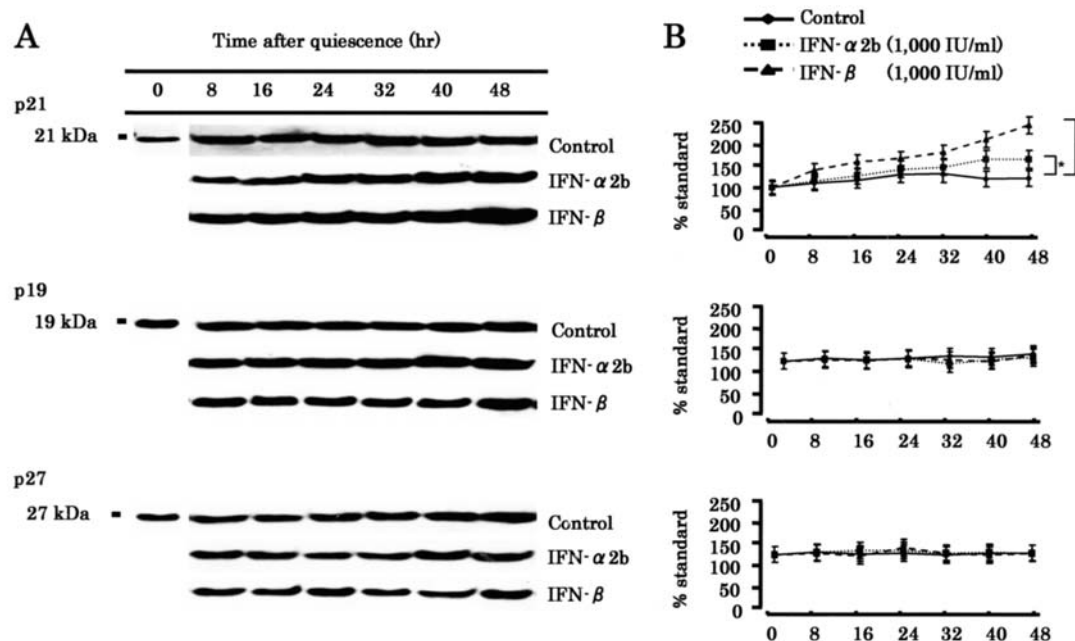 A
Time after quiescence (hr)
0 8 16 24 32 40 48
p21
21 kDa
Control
IFN-α2b
IFN-β
p19
19 kDa
Control
IFN-α2b
IFN-β
p27
27 kDa
Control
IFN-α2b
IFN-β
B
Control
IFN-α2b (1,000 IU/ml)
IFN-β (1,000 IU/ml)
% standard
250
200
150
100
50
0
*
0 8 16 24 32 40 48
% standard
250
200
150
100
50
0
0 8 16 24 32 40 48
% standard
250
200
150
100
50
0
0 8 16 24 32 40 48